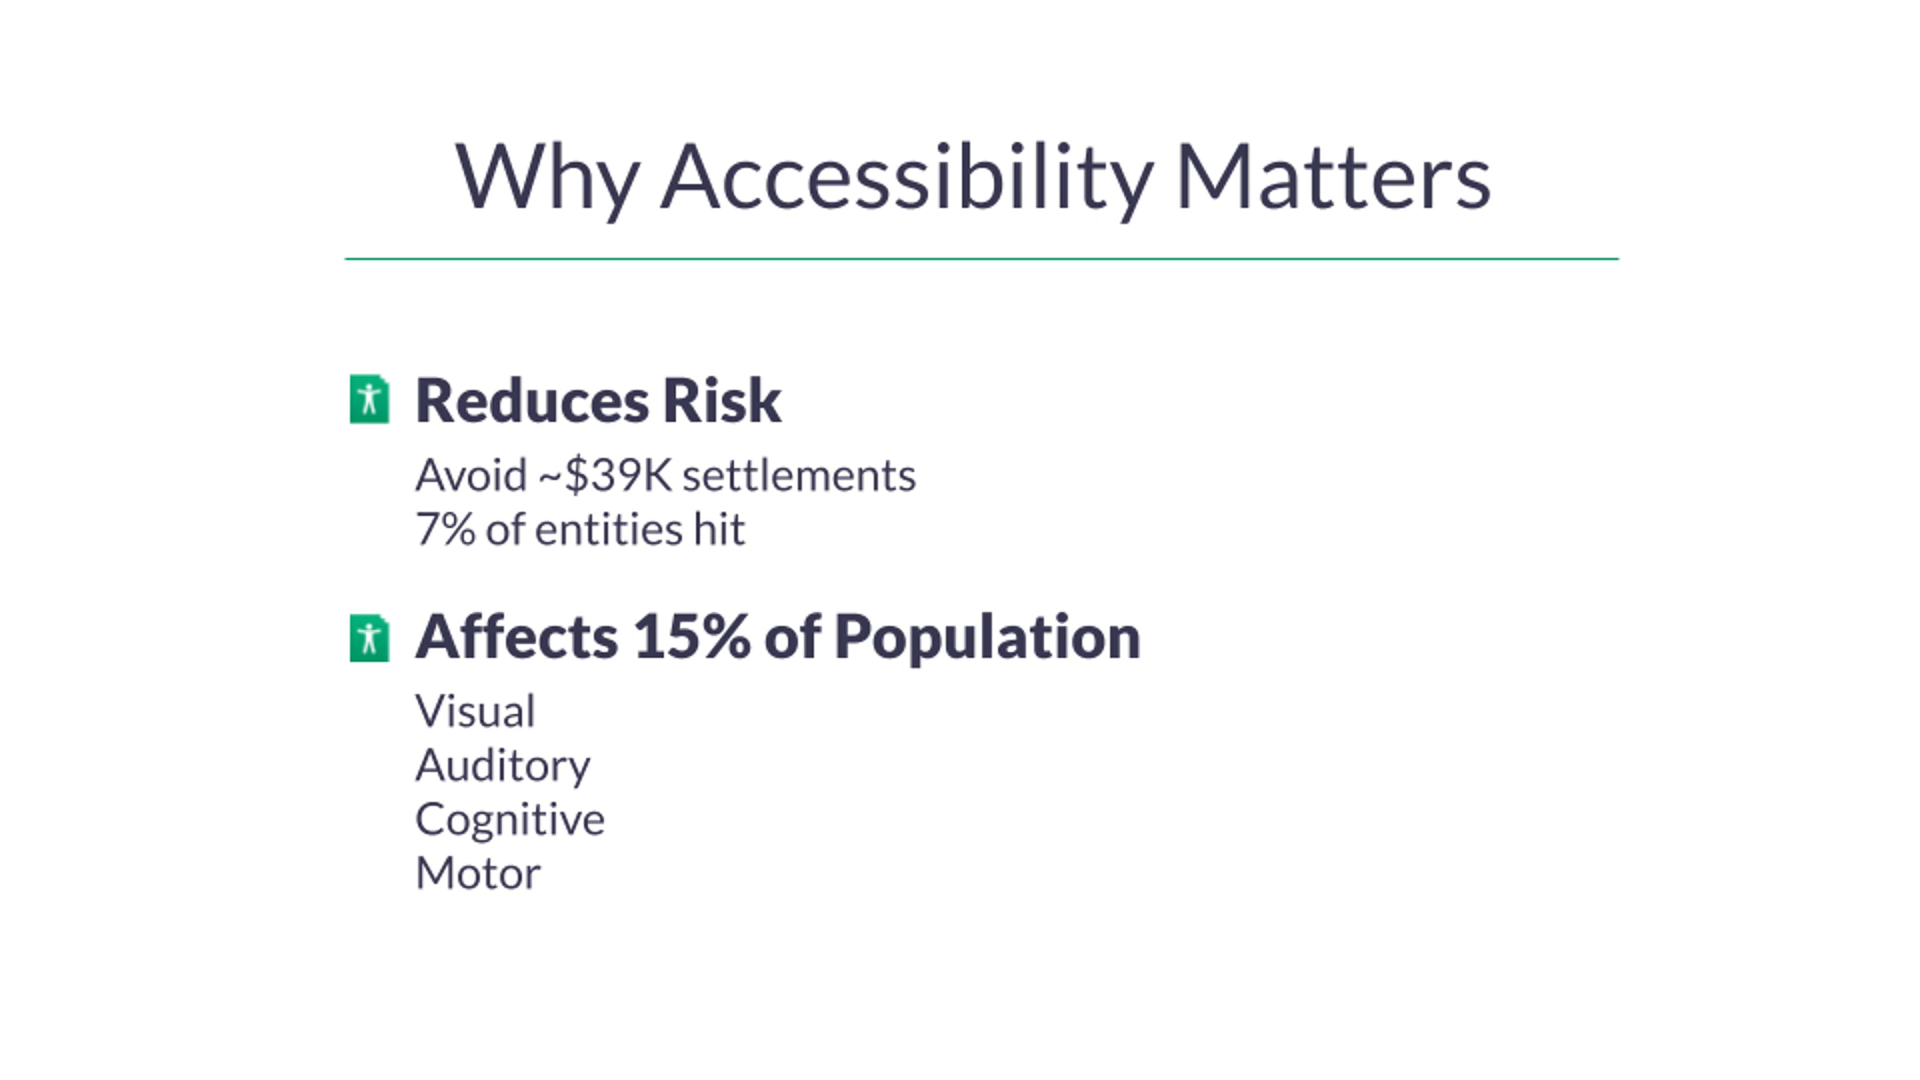 Why Accessibility Matters
Reduces Risk
Avoid ~$39K settlements
7% of entities hit
Affects 15% of Population
Visual
Auditory
Cognitive
Motor